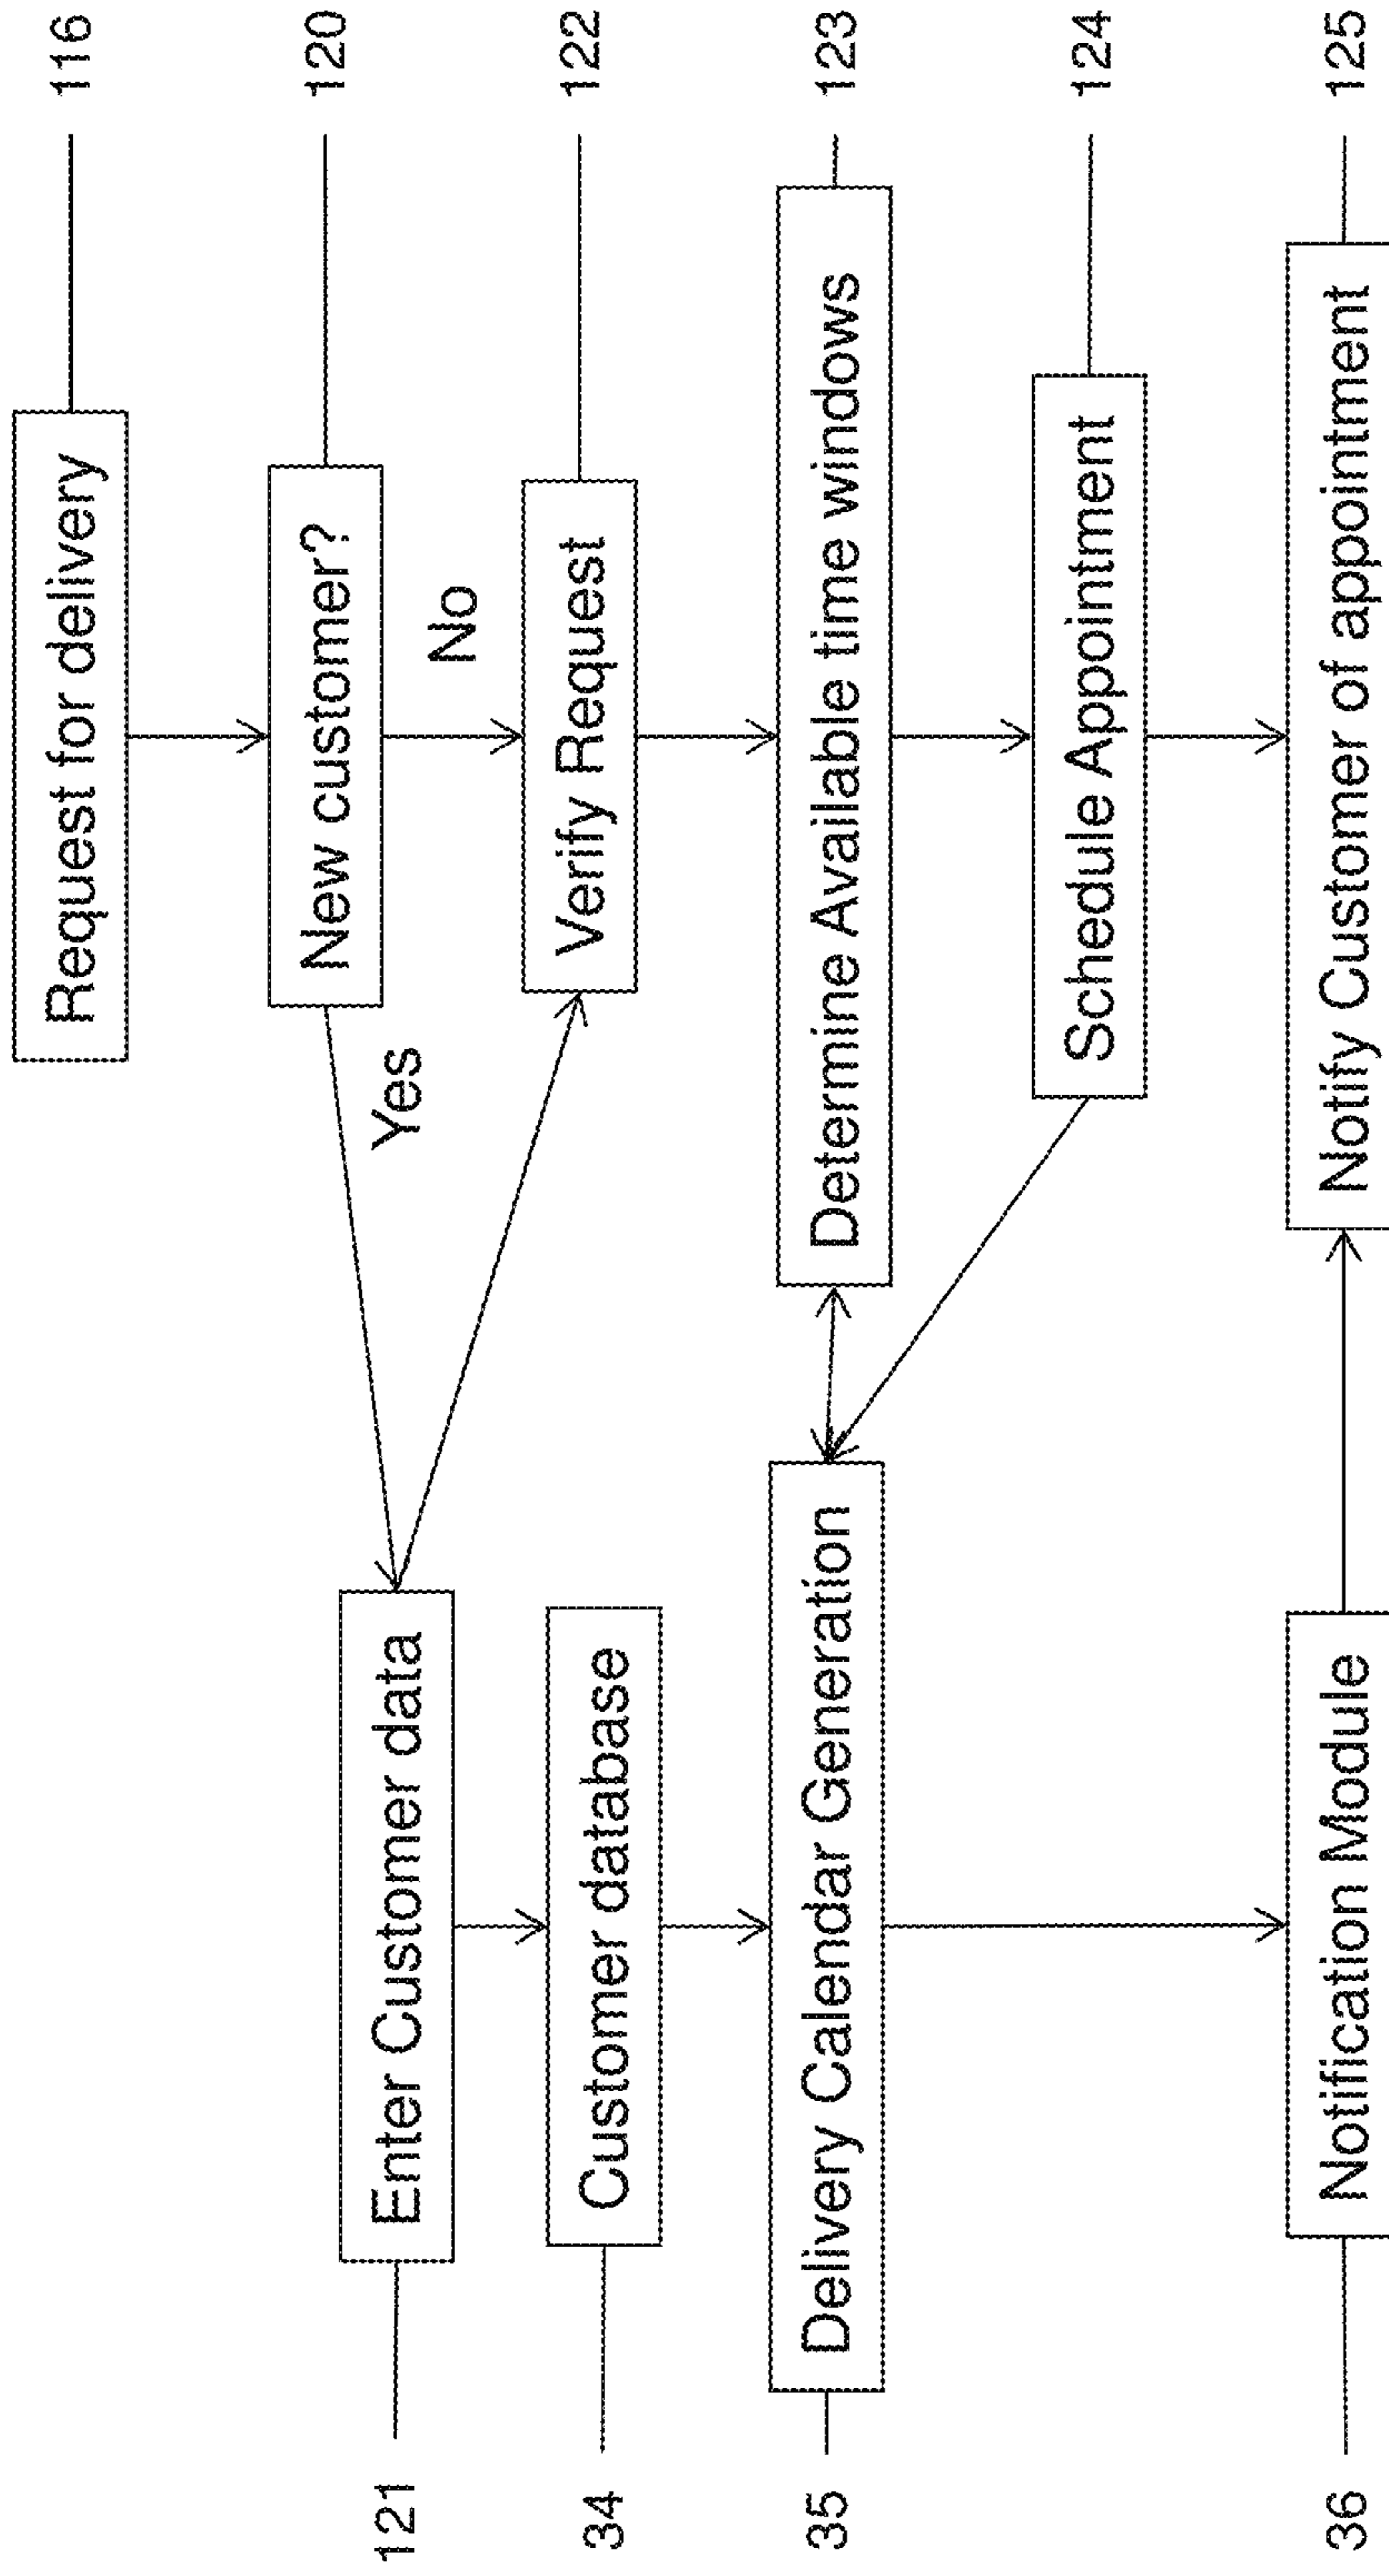 Request for delivery 116
New customer? 120
Yes
No
121 Enter Customer data
Verify Request 122
34 Customer database
35 Delivery Calendar Generation
Determine Available time windows 123
Schedule Appointment 124
36 Notification Module
Notify Customer of appointment 125